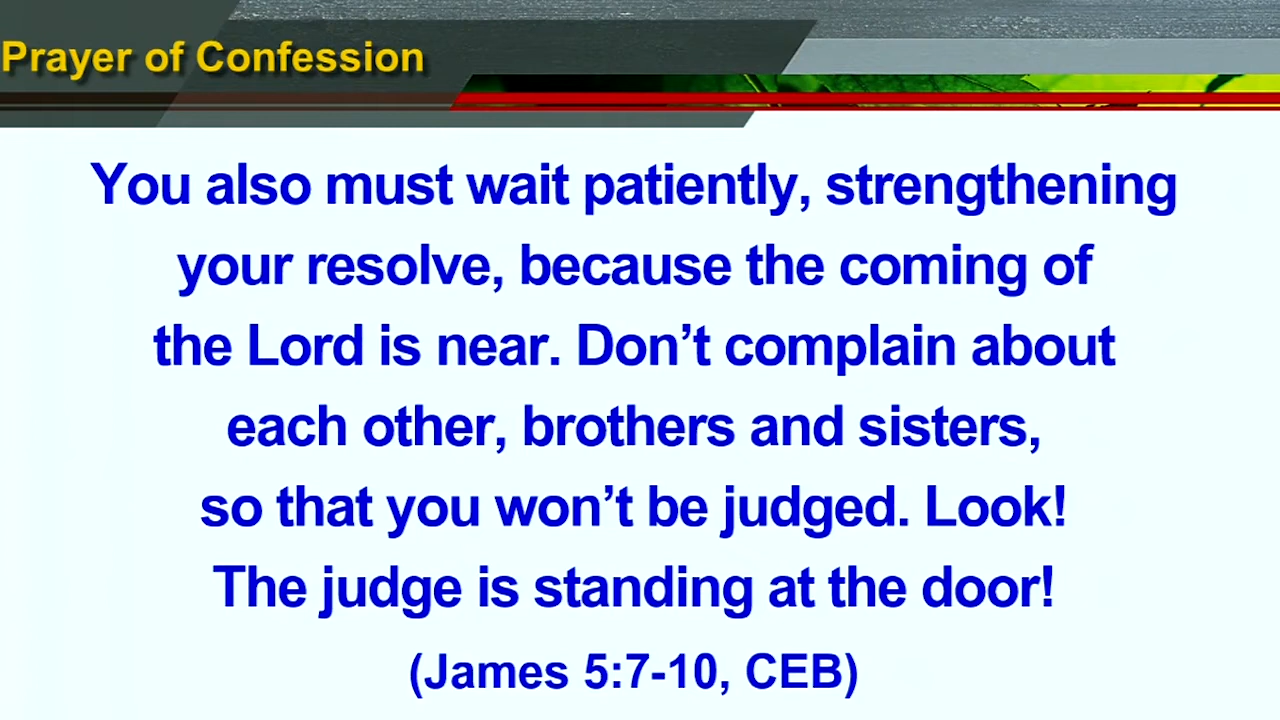 Prayer of Confession
You also must wait patiently, strengthening
your resolve, because the coming of
the Lord is near. Don’t complain about
each other, brothers and sisters,
so that you won’t be judged. Look!
The judge is standing at the door!
(James 5:7-10, CEB)